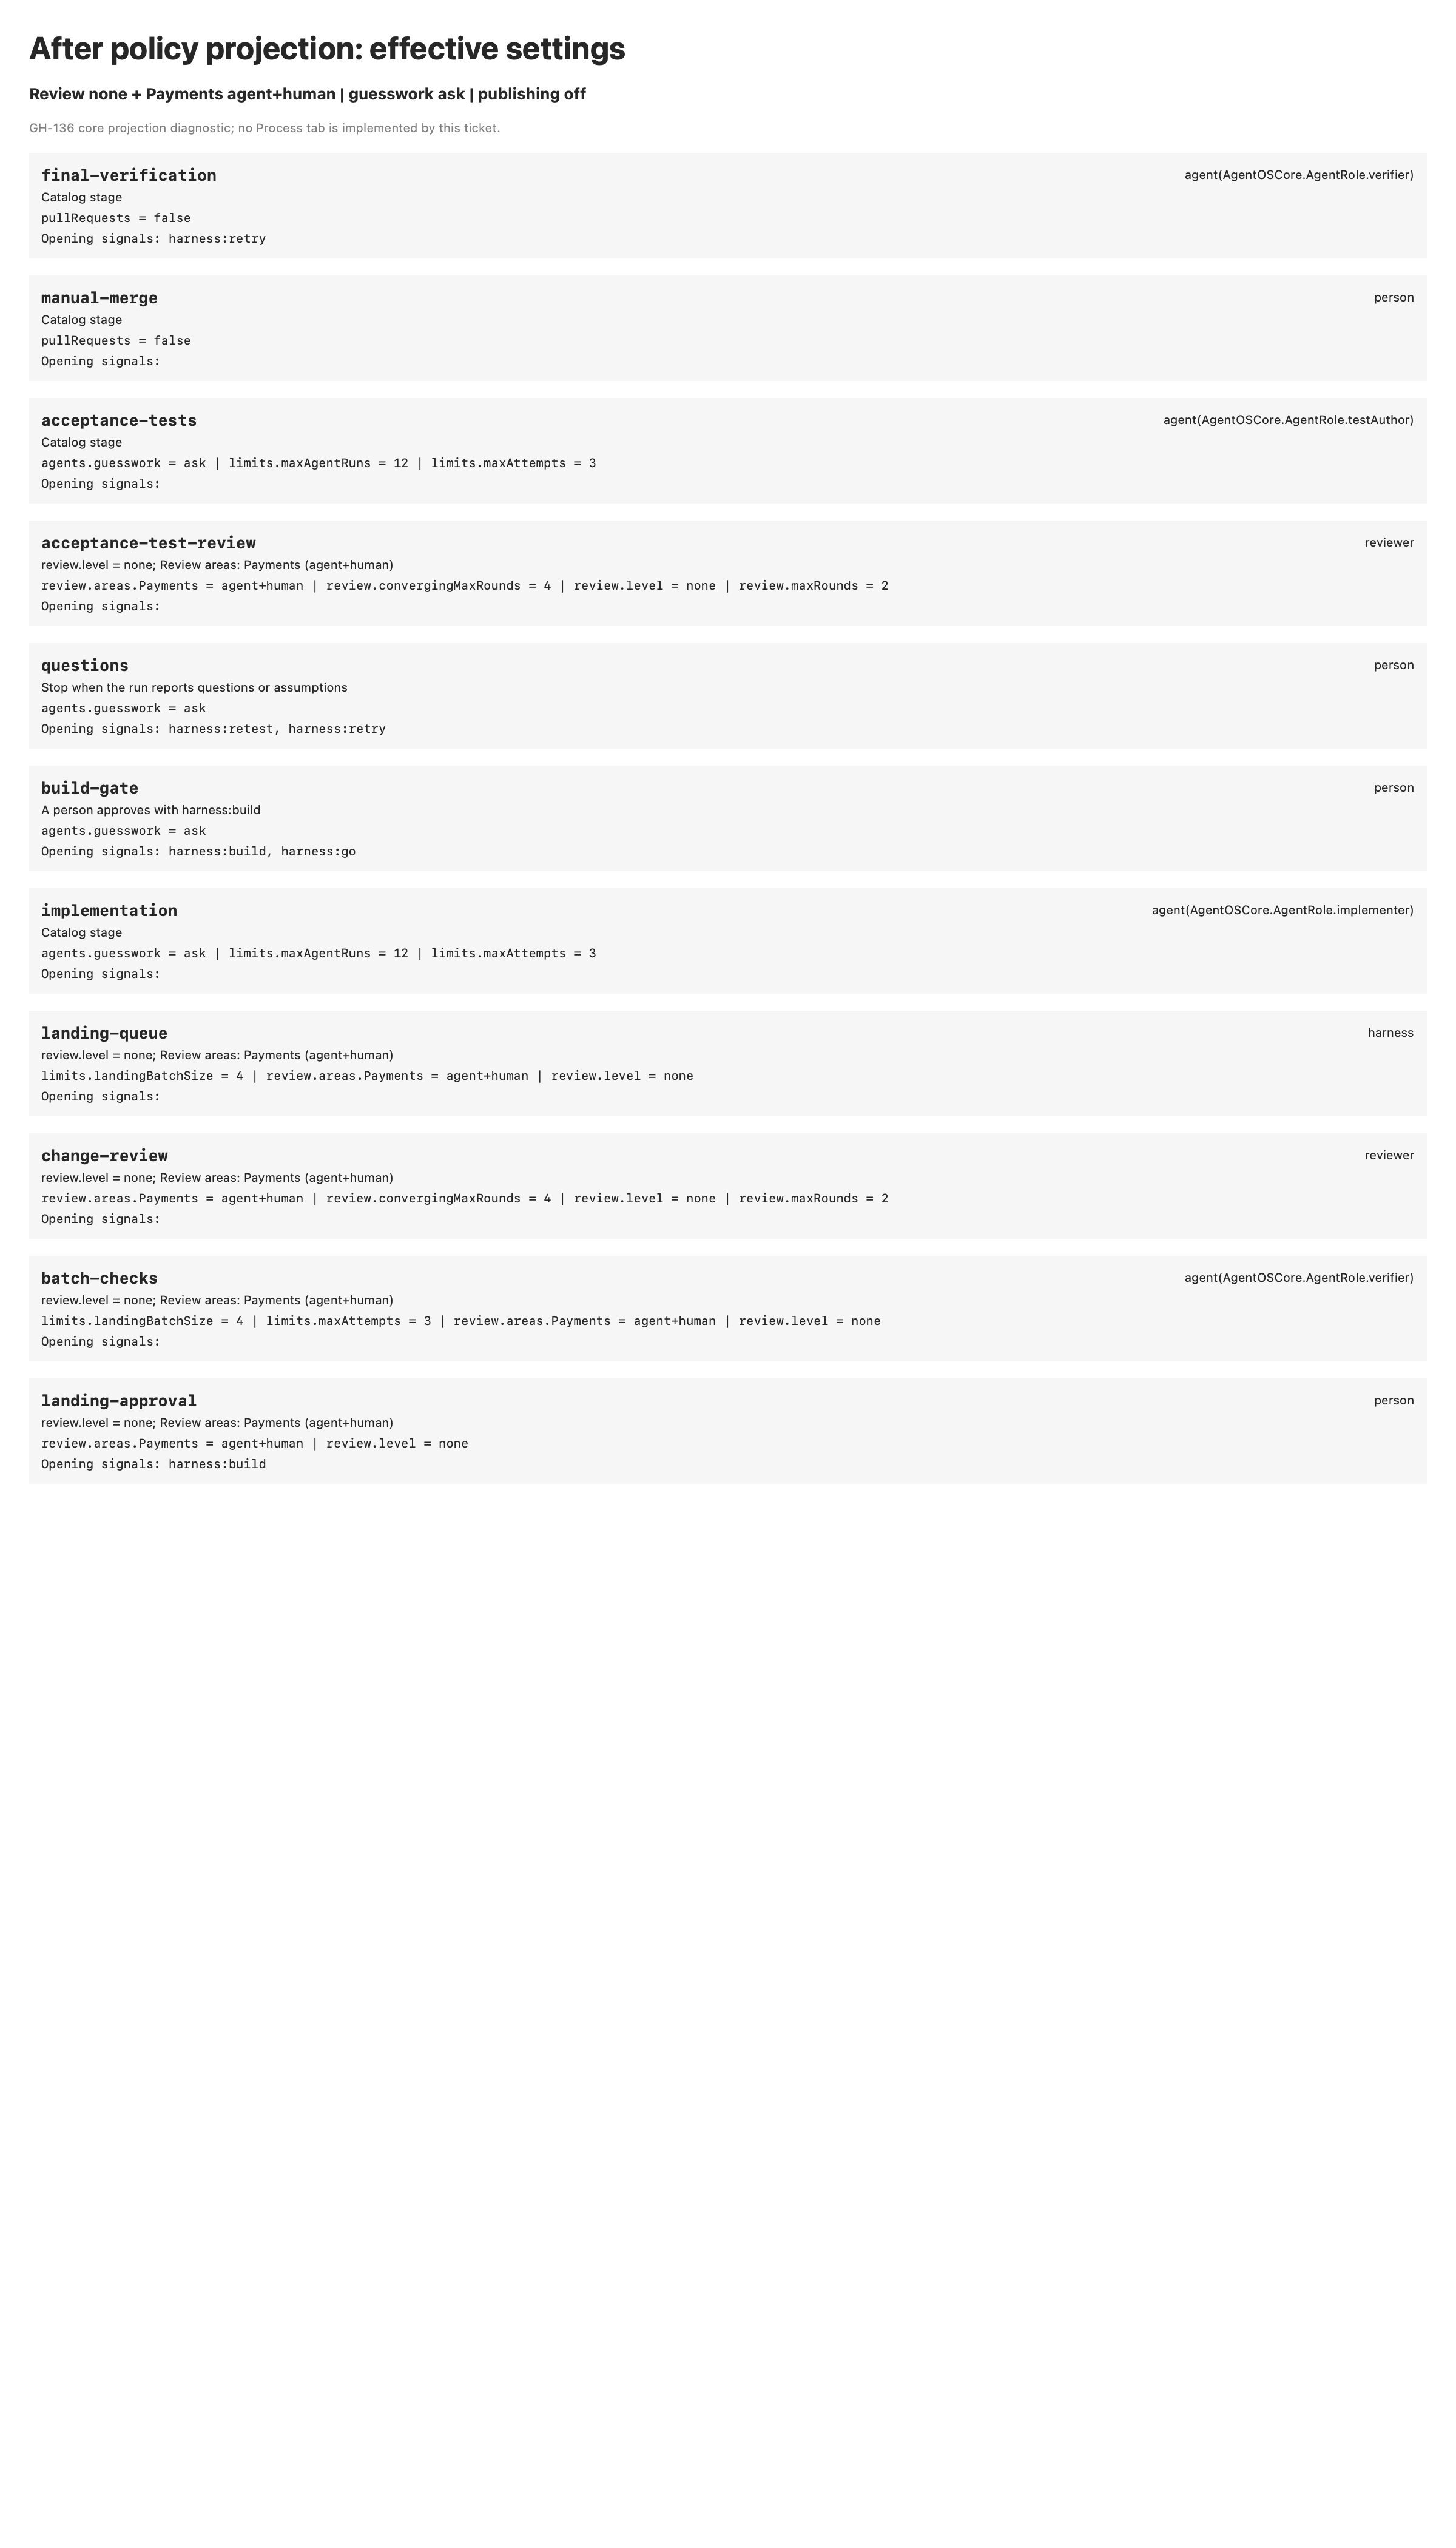 After policy projection: effective settings
Review none + Payments agent+human | guesswork ask | publishing off
GH-136 core projection diagnostic; no Process tab is implemented by this ticket.
final-verification
agent(AgentOSCore.AgentRole.verifier)
Catalog stage
pullRequests = false
Opening signals: harness:retry
manual-merge
person
Catalog stage
pullRequests = false
Opening signals:
acceptance-tests
agent(AgentOSCore.AgentRole.testAuthor)
Catalog stage
agents.guesswork = ask | limits.maxAgentRuns = 12 | limits.maxAttempts = 3
Opening signals:
acceptance-test-review
reviewer
review.level = none; Review areas: Payments (agent+human)
review.areas.Payments = agent+human | review.convergingMaxRounds = 4 | review.level = none | review.maxRounds = 2
Opening signals:
questions
person
Stop when the run reports questions or assumptions
agents.guesswork = ask
Opening signals: harness:retest, harness:retry
build-gate
person
A person approves with harness:build
agents.guesswork = ask
Opening signals: harness:build, harness:go
implementation
agent(AgentOSCore.AgentRole.implementer)
Catalog stage
agents.guesswork = ask | limits.maxAgentRuns = 12 | limits.maxAttempts = 3
Opening signals:
landing-queue
harness
review.level = none; Review areas: Payments (agent+human)
limits.landingBatchSize = 4 | review.areas.Payments = agent+human | review.level = none
Opening signals:
change-review
reviewer
review.level = none; Review areas: Payments (agent+human)
review.areas.Payments = agent+human | review.convergingMaxRounds = 4 | review.level = none | review.maxRounds = 2
Opening signals:
batch-checks
agent(AgentOSCore.AgentRole.verifier)
review.level = none; Review areas: Payments (agent+human)
limits.landingBatchSize = 4 | limits.maxAttempts = 3 | review.areas.Payments = agent+human | review.level = none
Opening signals:
landing-approval
person
review.level = none; Review areas: Payments (agent+human)
review.areas.Payments = agent+human | review.level = none
Opening signals: harness:build